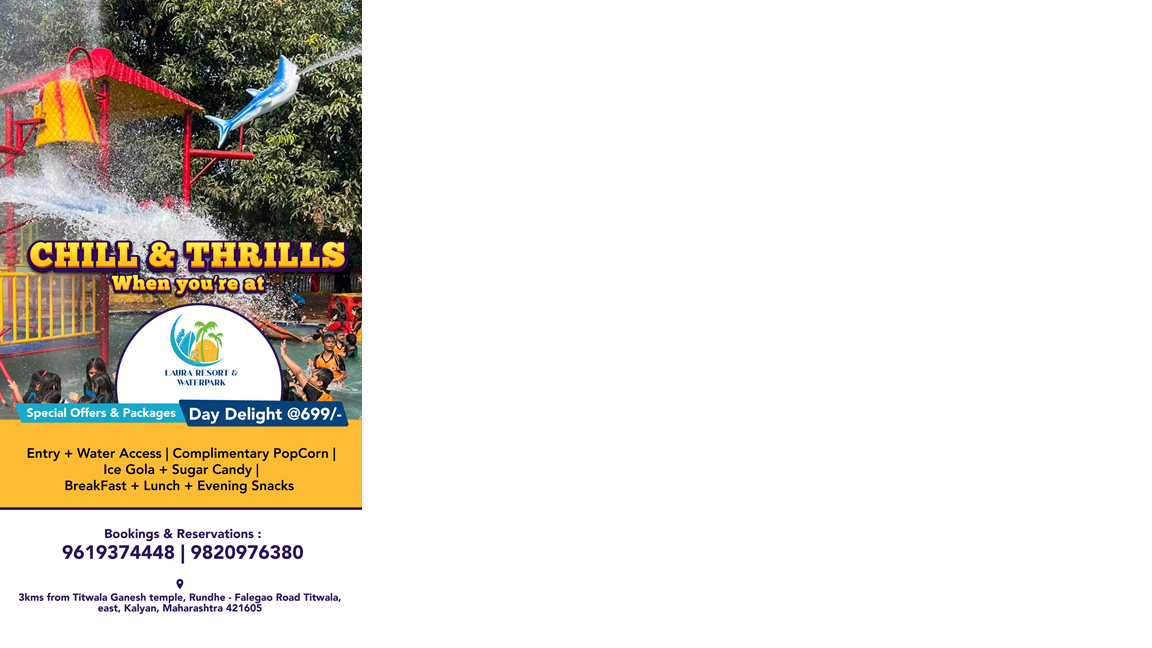 CHILL & THRILLS
When you're at
LAURA RESORT &
WATERPARK
Special Offers & Packages
Day Delight @699/-
Entry + Water Access | Complimentary PopCorn |
Ice Gola + Sugar Candy |
BreakFast + Lunch + Evening Snacks
Bookings & Reservations :
9619374448 | 9820976380
3kms from Titwala Ganesh temple, Rundhe - Falegao Road Titwala,
east, Kalyan, Maharashtra 421605